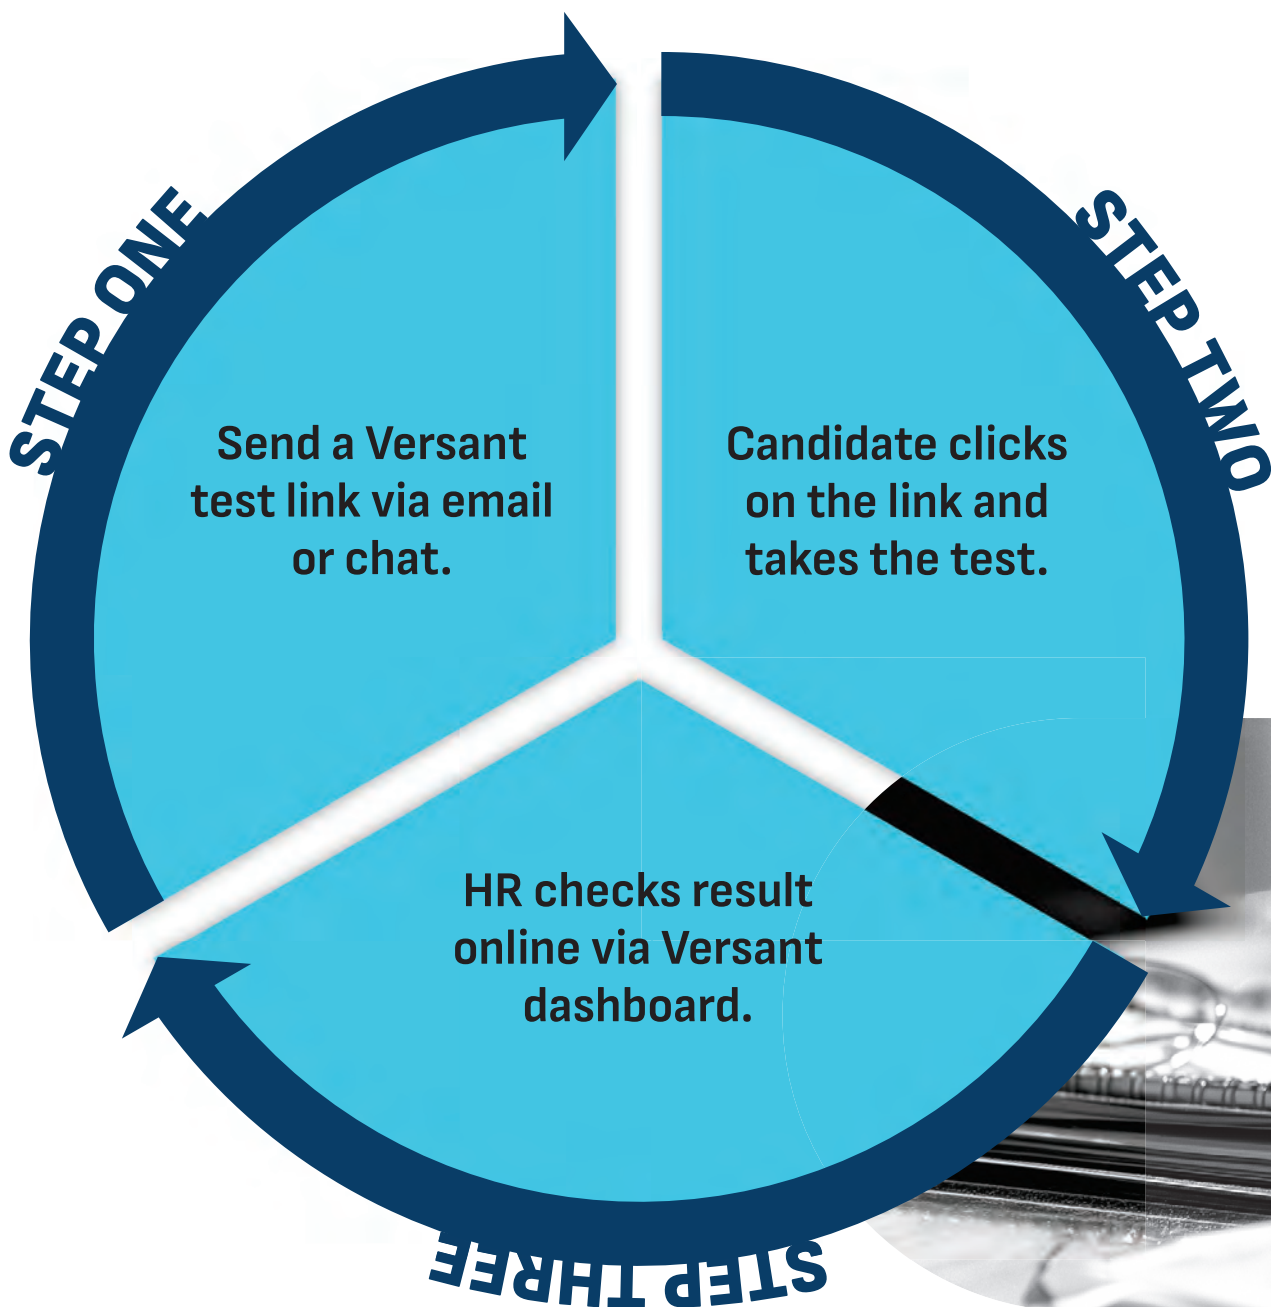 STEP ONE
Send a Versant
test link via email
or chat.
STEP TWO
Candidate clicks
on the link and
takes the test.
HR checks result
online via Versant
dashboard.
STEP THREE